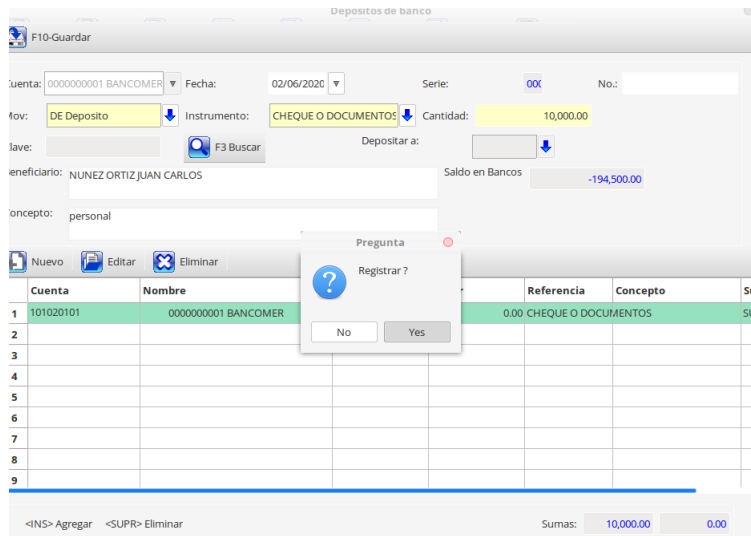 Depositos de banco
F10-Guardar
Cuenta: 0000000001 BANCOMER Fecha: 02/06/2020 Serie: 000 No.:
Mov: DE Deposito Instrumento: CHEQUE O DOCUMENTOS Cantidad: 10,000.00
Clave: F3 Buscar Depositar a:
Beneficiario: NUNEZ ORTIZ JUAN CARLOS Saldo en Bancos -194,500.00
Concepto: personal
Pregunta
Registrar ?
No Yes
Nuevo Editar Eliminar
Cuenta Nombre Referencia Concepto
1 101020101 0000000001 BANCOMER 0.00 CHEQUE O DOCUMENTOS
2
3
4
5
6
7
8
9
<INS> Agregar <SUPR> Eliminar Sumas: 10,000.00 0.00